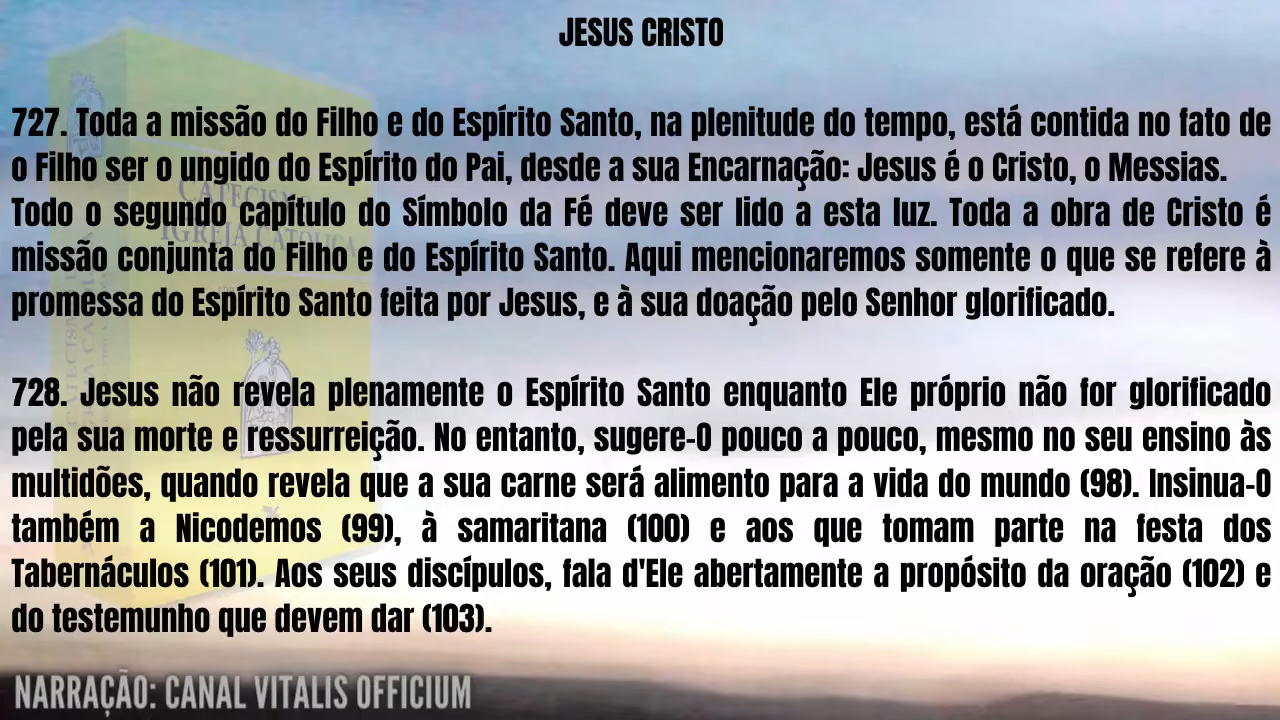 JESUS CRISTO
727. Toda a missão do Filho e do Espírito Santo, na plenitude do tempo, está contida no fato de
o Filho ser o ungido do Espírito do Pai, desde a sua Encarnação: Jesus é o Cristo, o Messias.
Todo o segundo capítulo do Símbolo da Fé deve ser lido a esta luz. Toda a obra de Cristo é
missão conjunta do Filho e do Espírito Santo. Aqui mencionaremos somente o que se refere à
promessa do Espírito Santo feita por Jesus, e à sua doação pelo Senhor glorificado.
728. Jesus não revela plenamente o Espírito Santo enquanto Ele próprio não for glorificado
pela sua morte e ressurreição. No entanto, sugere-O pouco a pouco, mesmo no seu ensino às
multidões, quando revela que a sua carne será alimento para a vida do mundo (98). Insinua-O
também a Nicodemos (99), à samaritana (100) e aos que tomam parte na festa dos
Tabernáculos (101). Aos seus discípulos, fala d'Ele abertamente a propósito da oração (102) e
do testemunho que devem dar (103).
NARRAÇÃO: CANAL VITALIS OFFICIUM
IGREJA CATÓLICA